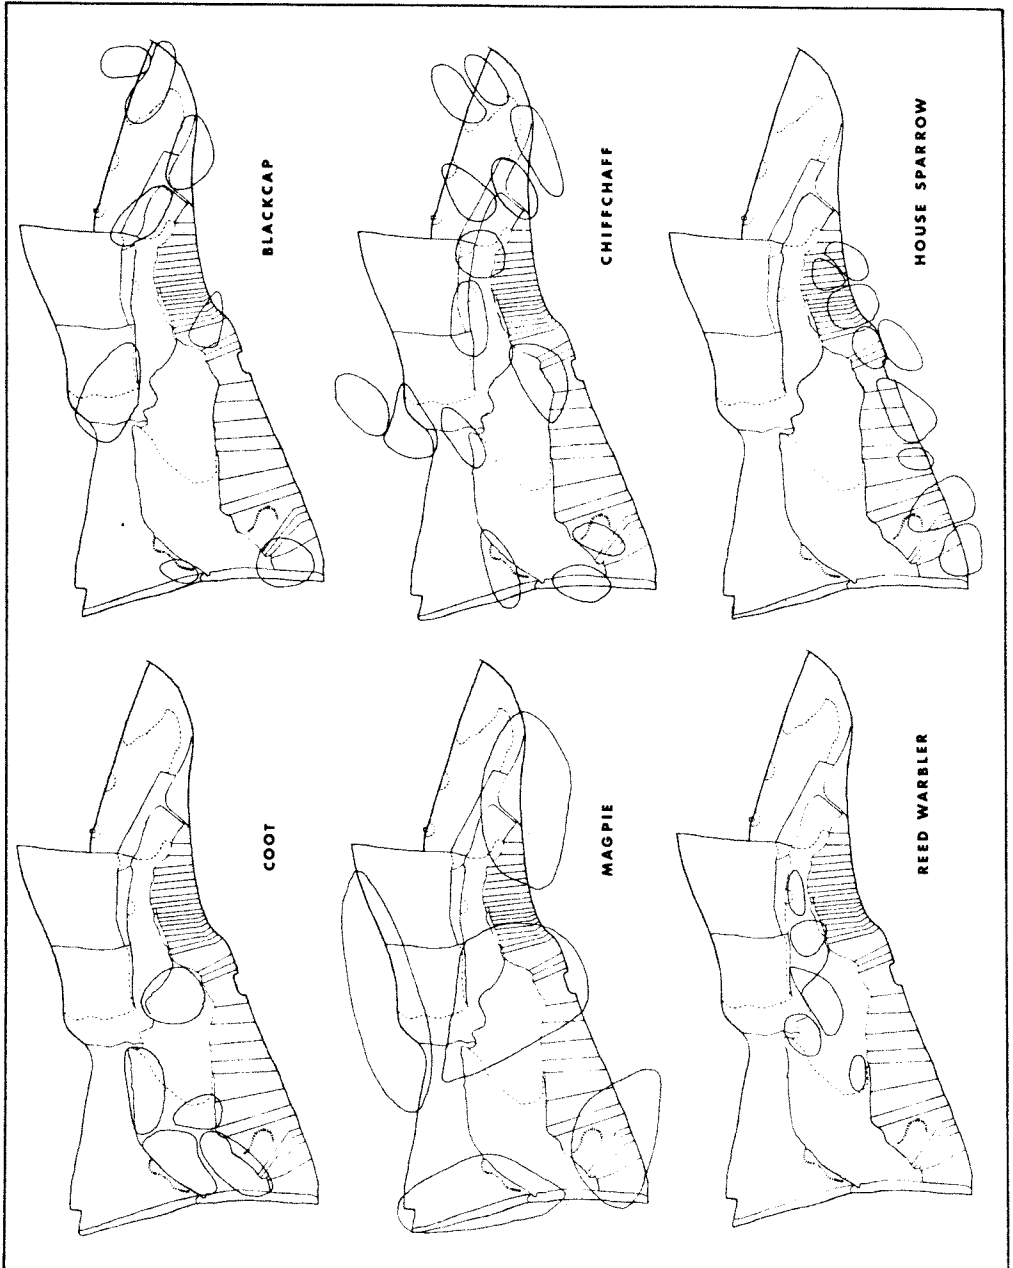 BLACKCAP
CHIFFCHAFF
HOUSE SPARROW
COOT
MAGPIE
REED WARBLER